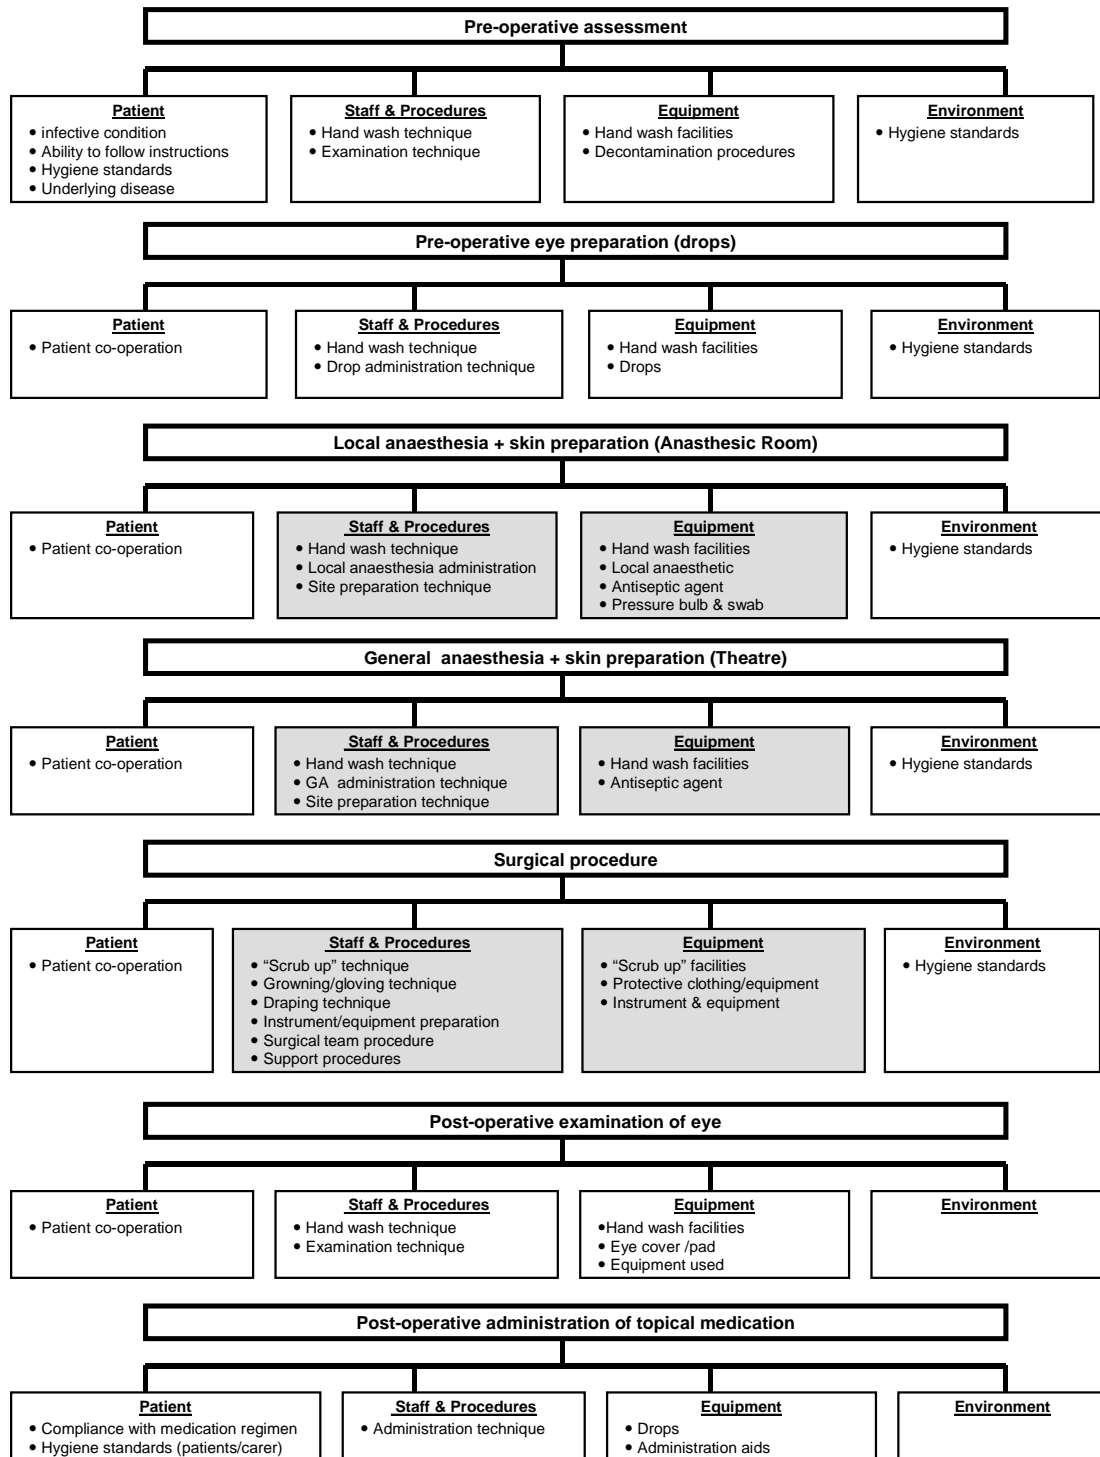 Pre-operative assessment
Patient
• infective condition
• Ability to follow instructions
• Hygiene standards
• Underlying disease
Staff & Procedures
• Hand wash technique
• Examination technique
Equipment
• Hand wash facilities
• Decontamination procedures
Environment
• Hygiene standards
Pre-operative eye preparation (drops)
Patient
• Patient co-operation
Staff & Procedures
• Hand wash technique
• Drop administration technique
Equipment
• Hand wash facilities
• Drops
Environment
• Hygiene standards
Local anaesthesia + skin preparation (Anasthesic Room)
Patient
• Patient co-operation
Staff & Procedures
• Hand wash technique
• Local anaesthesia administration
• Site preparation technique
Equipment
• Hand wash facilities
• Local anaesthetic
• Antiseptic agent
• Pressure bulb & swab
Environment
• Hygiene standards
General anaesthesia + skin preparation (Theatre)
Patient
• Patient co-operation
Staff & Procedures
• Hand wash technique
• GA administration technique
• Site preparation technique
Equipment
• Hand wash facilities
• Antiseptic agent
Environment
• Hygiene standards
Surgical procedure
Patient
• Patient co-operation
Staff & Procedures
• “Scrub up” technique
• Growning/gloving technique
• Draping technique
• Instrument/equipment preparation
• Surgical team procedure
• Support procedures
Equipment
• “Scrub up” facilities
• Protective clothing/equipment
• Instrument & equipment
Environment
• Hygiene standards
Post-operative examination of eye
Patient
• Patient co-operation
Staff & Procedures
• Hand wash technique
• Examination technique
Equipment
•Hand wash facilities
• Eye cover /pad
• Equipment used
Environment
Post-operative administration of topical medication
Patient
• Compliance with medication regimen
• Hygiene standards (patients/carer)
Staff & Procedures
• Administration technique
Equipment
• Drops
• Administration aids
Environment